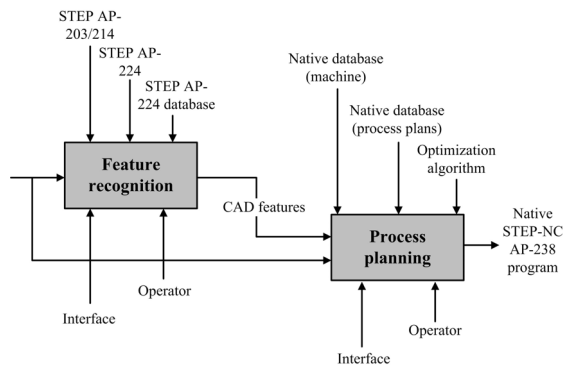 STEP AP-
203/214
STEP AP-
224
STEP AP-
224 database
Feature
recognition
CAD features
Interface
Operator
Native database
(machine)
Native database
(process plans)
Optimization
algorithm
Process
planning
Native
STEP-NC
AP-238
program
Interface
Operator